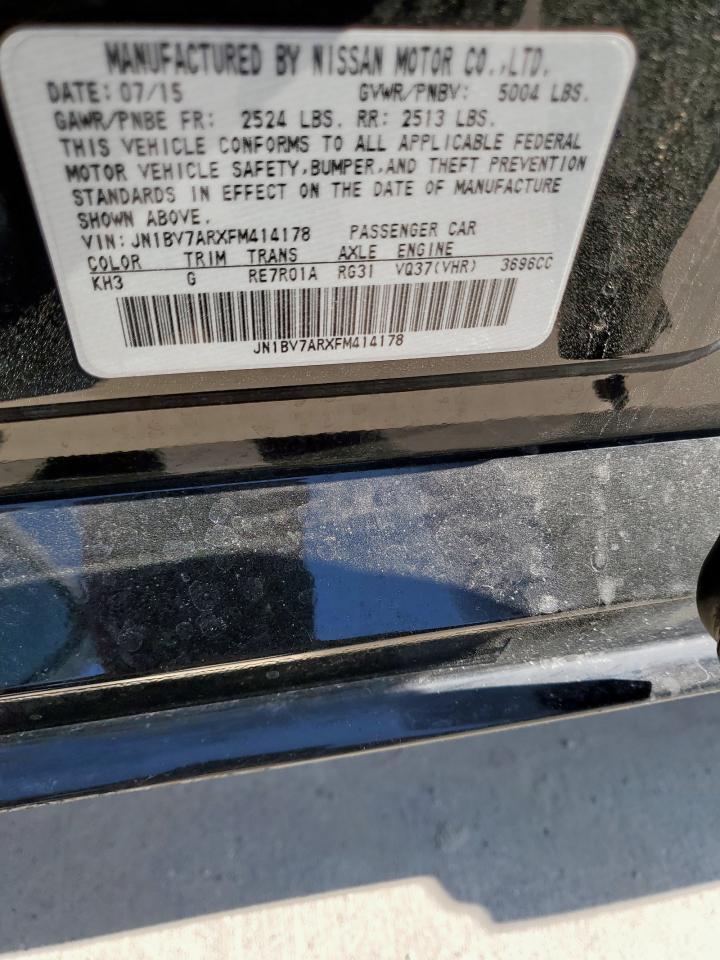 MANUFACTURED BY NISSAN MOTOR CO.,LTD.
DATE:07/15 GVWR/PNBV: 5004 LBS.
GAWR/PNBE FR: 2524 LBS. RR: 2513 LBS.
THIS VEHICLE CONFORMS TO ALL APPLICABLE FEDERAL
MOTOR VEHICLE SAFETY,BUMPER,AND THEFT PREVENTION
STANDARDS IN EFFECT ON THE DATE OF MANUFACTURE
SHOWN ABOVE.
VIN:JN1BV7ARXFM414178 PASSENGER CAR
COLOR TRIM TRANS AXLE ENGINE
KH3 G RE7R01A RG31 VQ37(VHR) 3696CC
JN1BV7ARXFM414178